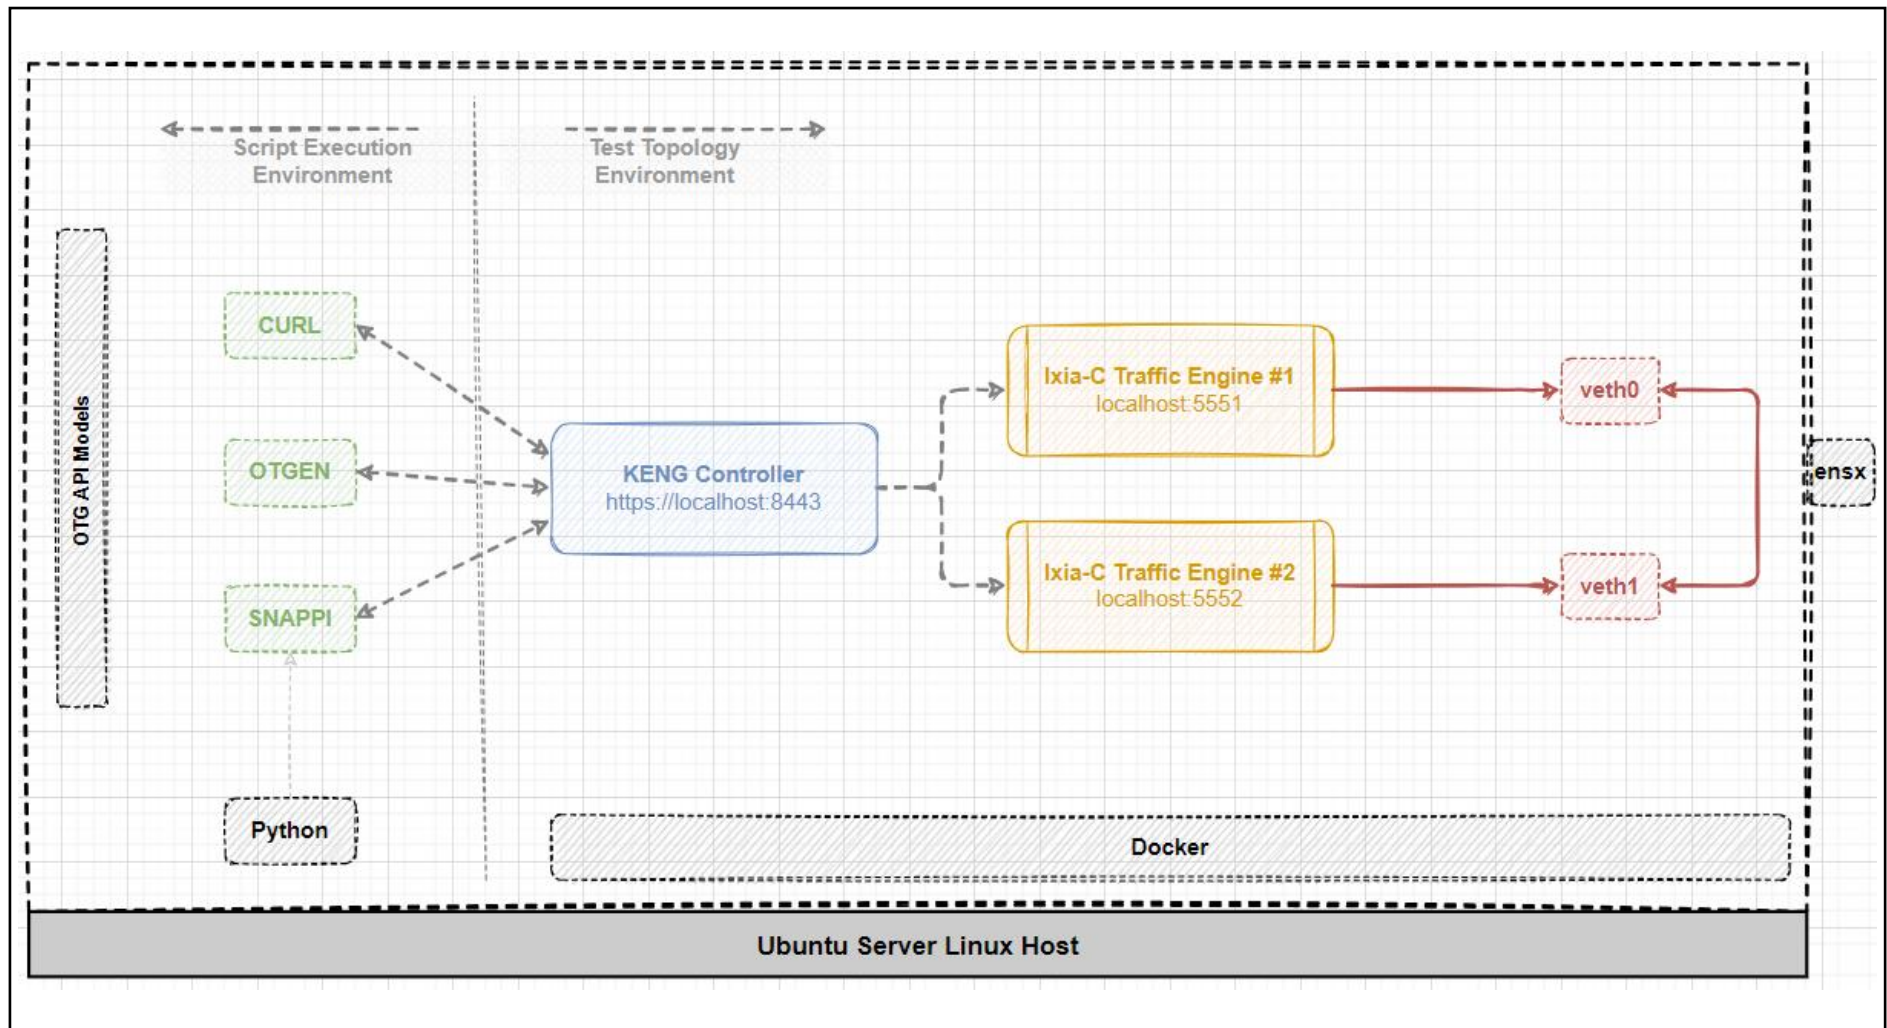 Script Execution
Environment
Test Topology
Environment
OTG API Models
CURL
OTGEN
SNAPPI
Python
KENG Controller
https://localhost:8443
Ixia-C Traffic Engine #1
localhost:5551
Ixia-C Traffic Engine #2
localhost:5552
veth0
veth1
ensx
Docker
Ubuntu Server Linux Host